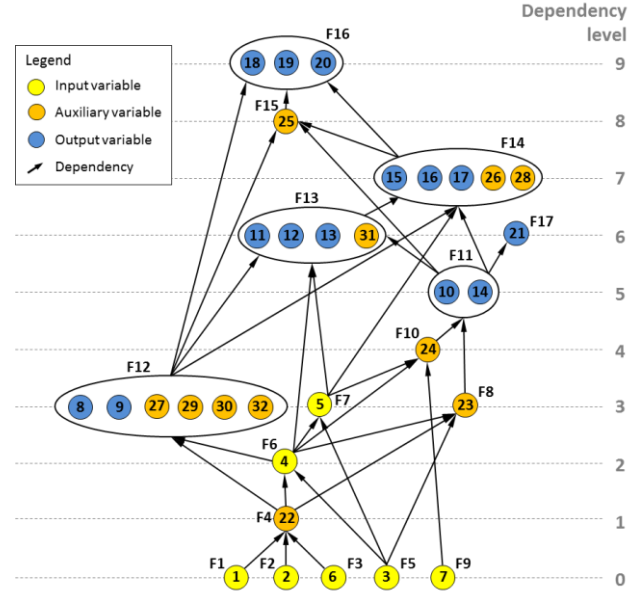 Dependency
level
F16
18 19 20
9
Legend
Input variable
Auxiliary variable
Output variable
Dependency
F15
25
8
F14
15 16 17 26 28
7
F13
11 12 13 31
F17
21
6
F11
10 14
5
F10
24
4
F12
8 9 27 29 30 32
5 F7
F8
23
3
F6
4
2
F4 22
1
F1 1
F2 2
F3
6
F5
3
F9
7
0